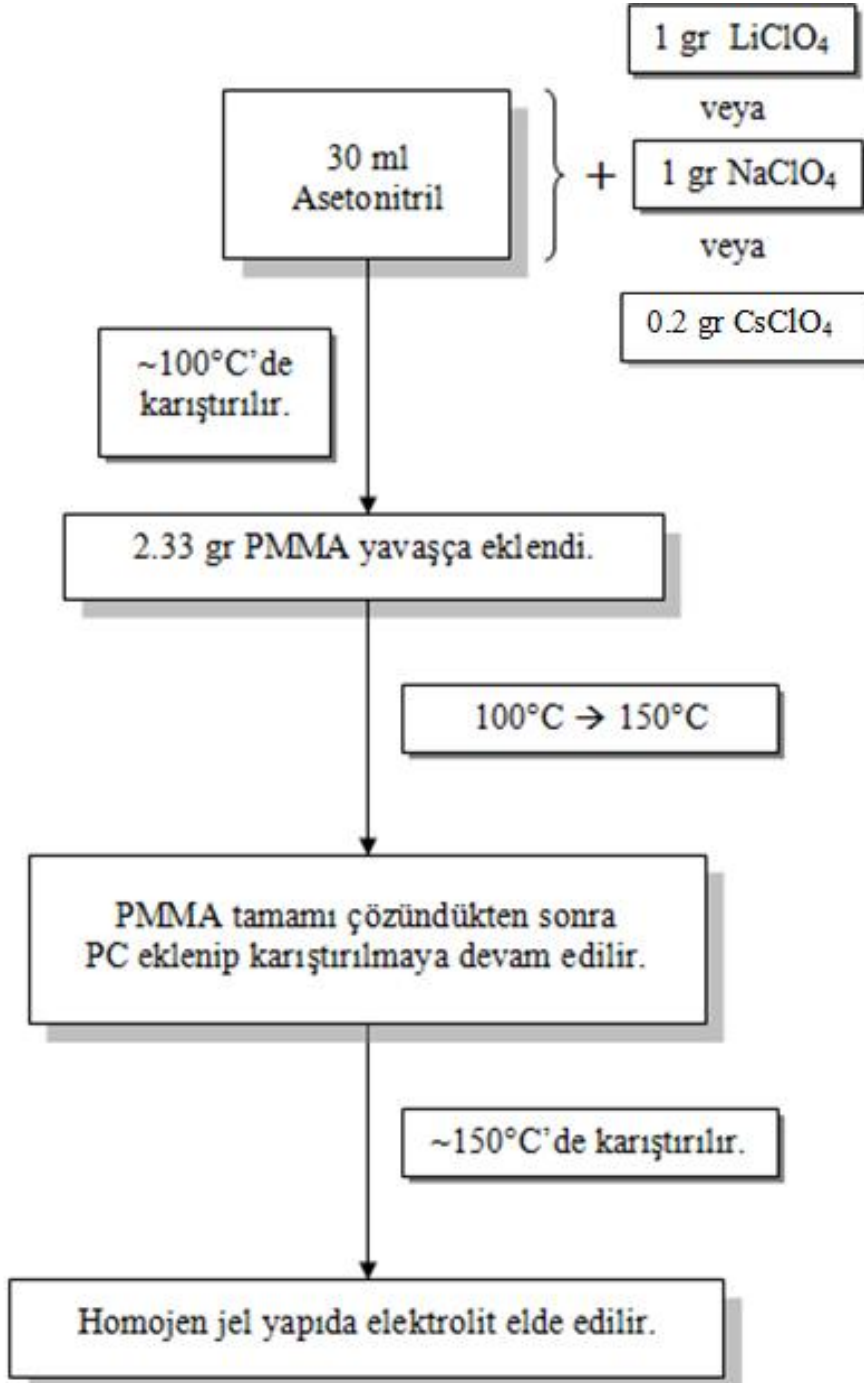 1 gr LiClO₄
veya
30 ml
Asetonitril
+
1 gr NaClO₄
veya
0.2 gr CsClO₄
~100°C'de
karıştırılır.
2.33 gr PMMA yavaşça eklendi.
100°C → 150°C
PMMA tamamı çözündükten sonra
PC eklenip karıştırılmaya devam edilir.
~150°C'de karıştırılır.
Homojen jel yapıda elektrolit elde edilir.